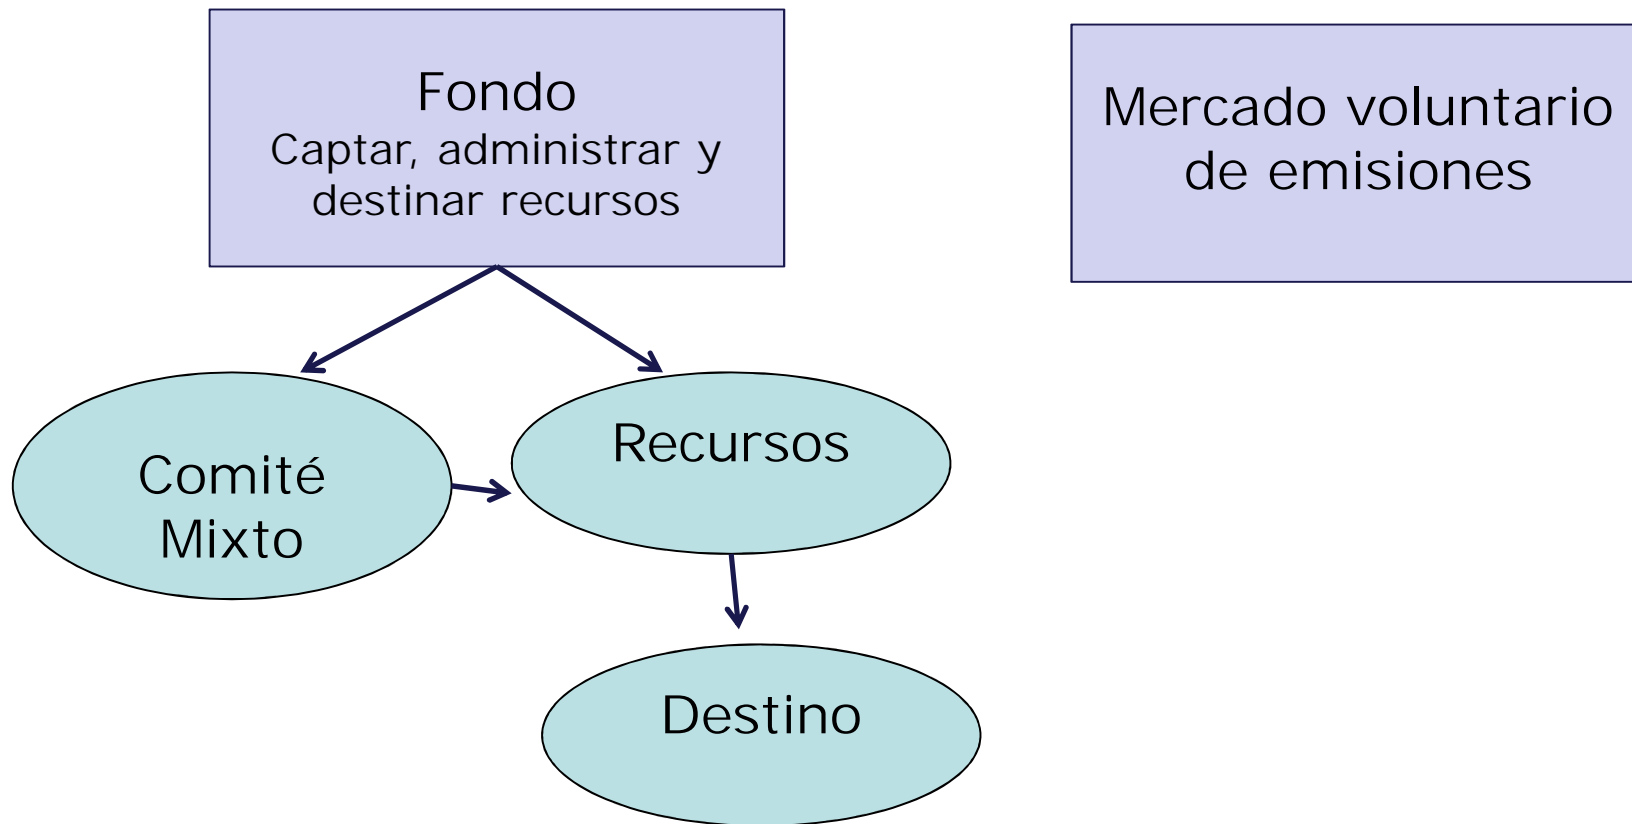 Fondo
Captar, administrar y
destinar recursos
Mercado voluntario
de emisiones
Comité
Mixto
Recursos
Destino